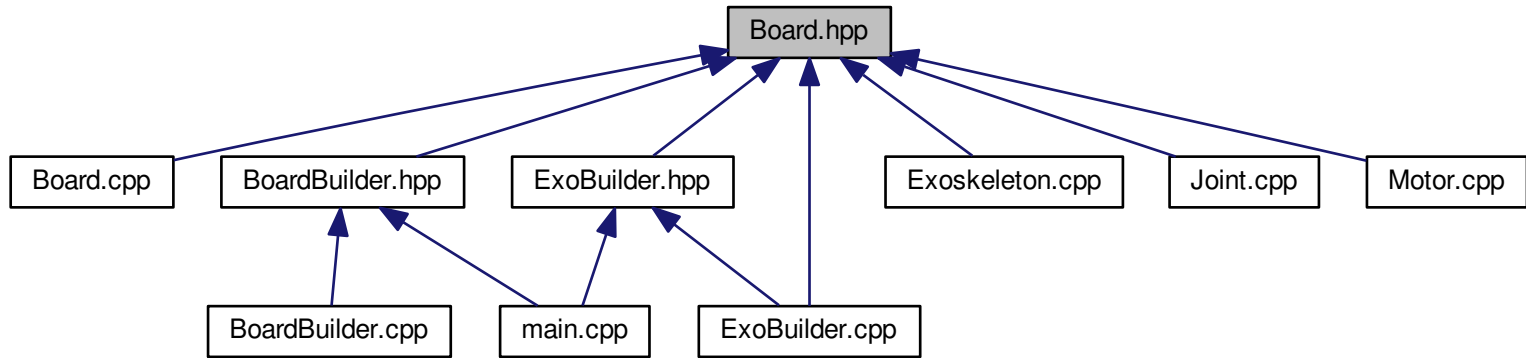 Board.hpp
Board.cpp
BoardBuilder.hpp
ExoBuilder.hpp
Exoskeleton.cpp
Joint.cpp
Motor.cpp
BoardBuilder.cpp
main.cpp
ExoBuilder.cpp